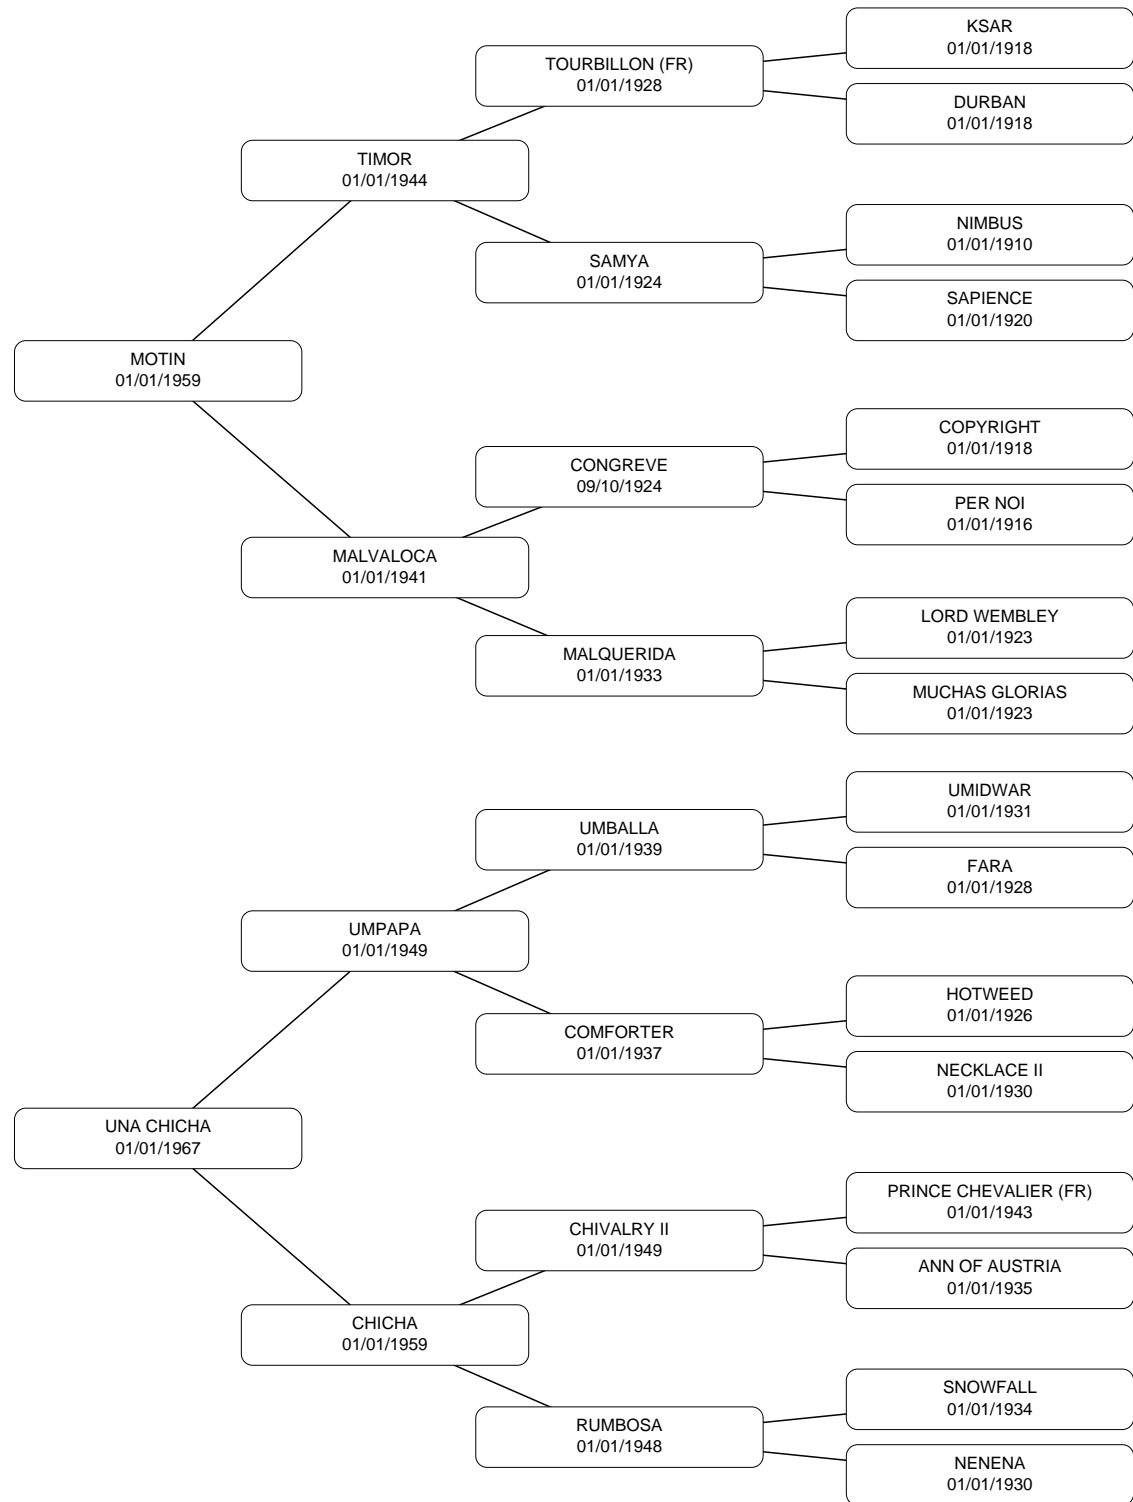 KSAR
01/01/1918
TOURBILLON (FR)
01/01/1928
DURBAN
01/01/1918
TIMOR
01/01/1944
NIMBUS
01/01/1910
SAMYA
01/01/1924
SAPIENCE
01/01/1920
MOTIN
01/01/1959
COPYRIGHT
01/01/1918
CONGREVE
09/10/1924
PER NOI
01/01/1916
MALVALOCA
01/01/1941
LORD WEMBLEY
01/01/1923
MALQUERIDA
01/01/1933
MUCHAS GLORIAS
01/01/1923
UMIDWAR
01/01/1931
UMBALLA
01/01/1939
FARA
01/01/1928
UMPAPA
01/01/1949
HOTWEED
01/01/1926
COMFORTER
01/01/1937
NECKLACE II
01/01/1930
UNA CHICHA
01/01/1967
PRINCE CHEVALIER (FR)
01/01/1943
CHIVALRY II
01/01/1949
ANN OF AUSTRIA
01/01/1935
CHICHA
01/01/1959
SNOWFALL
01/01/1934
RUMBOSA
01/01/1948
NENENA
01/01/1930